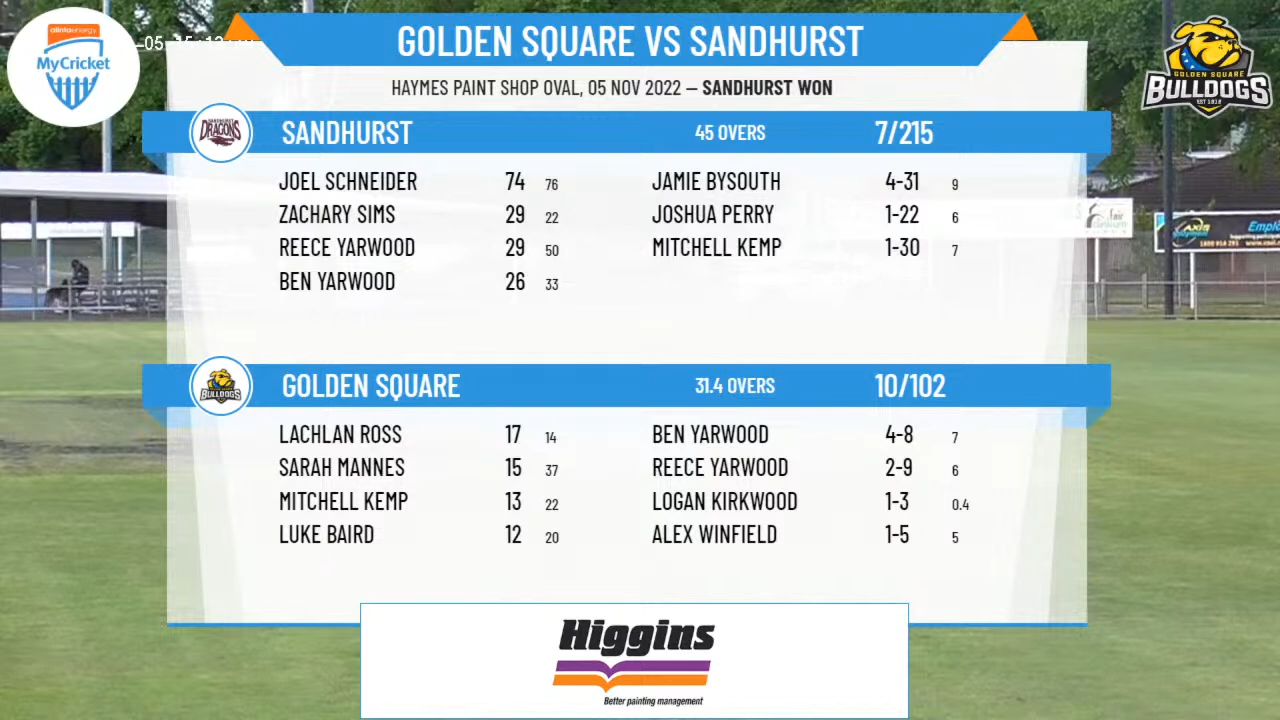 alintaenergy
MyCricket
GOLDEN SQUARE VS SANDHURST
HAYMES PAINT SHOP OVAL, 05 NOV 2022 – SANDHURST WON
GOLDEN SQUARE
BULLDOGS
EST 1918
DRAGONS
SANDHURST 45 OVERS 7/215
JOEL SCHNEIDER 74 76 JAMIE BYSOUTH 4-31 9
ZACHARY SIMS 29 22 JOSHUA PERRY 1-22 6
REECE YARWOOD 29 50 MITCHELL KEMP 1-30 7
BEN YARWOOD 26 33
BULLDOGS
GOLDEN SQUARE 31.4 OVERS 10/102
LACHLAN ROSS 17 14 BEN YARWOOD 4-8 7
SARAH MANNES 15 37 REECE YARWOOD 2-9 6
MITCHELL KEMP 13 22 LOGAN KIRKWOOD 1-3 0.4
LUKE BAIRD 12 20 ALEX WINFIELD 1-5 5
Higgins
Better painting management